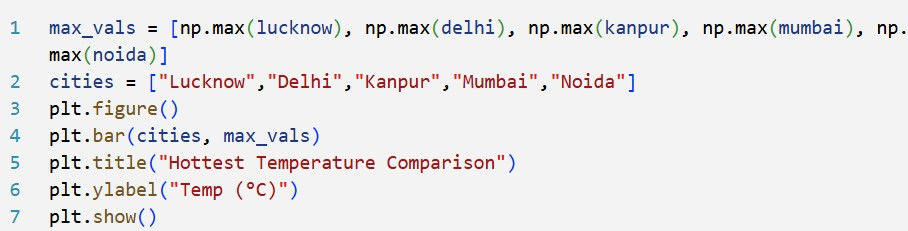 1 max_vals = [np.max(lucknow), np.max(delhi), np.max(kanpur), np.max(mumbai), np.
max(noida)]
2 cities = ["Lucknow","Delhi","Kanpur","Mumbai","Noida"]
3 plt.figure()
4 plt.bar(cities, max_vals)
5 plt.title("Hottest Temperature Comparison")
6 plt.ylabel("Temp (°C)")
7 plt.show()